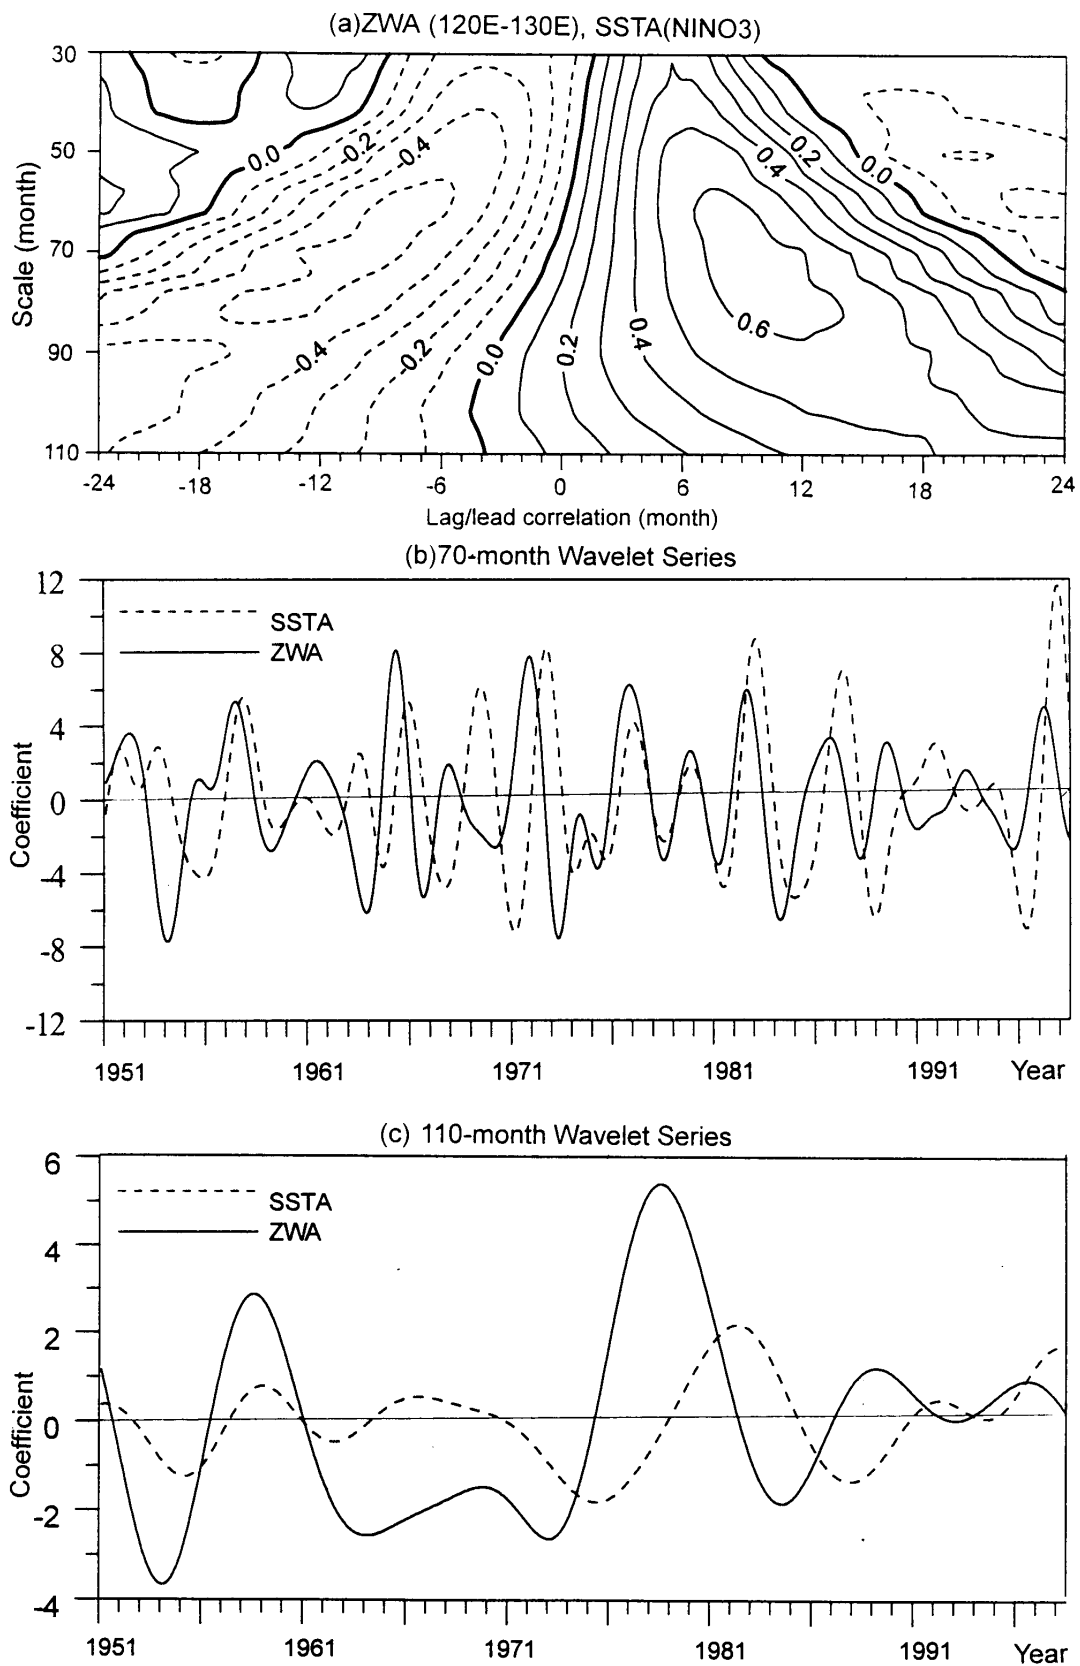 (a)ZWA (120E-130E), SSTA(NINO3)
30
50
70
90
110
Scale (month)
0.0
-0.2
-0.4
0.4
0.2
0.0
-0.4
-0.2
0.0
0.2
0.4
0.6
-24 -18 -12 -6 0 6 12 18 24
Lag/lead correlation (month)
(b)70-month Wavelet Series
12
8
4
0
-4
-8
-12
Coefficient
SSTA
ZWA
1951 1961 1971 1981 1991 Year
(c) 110-month Wavelet Series
6
4
2
0
-2
-4
Coefficient
SSTA
ZWA
1951 1961 1971 1981 1991 Year